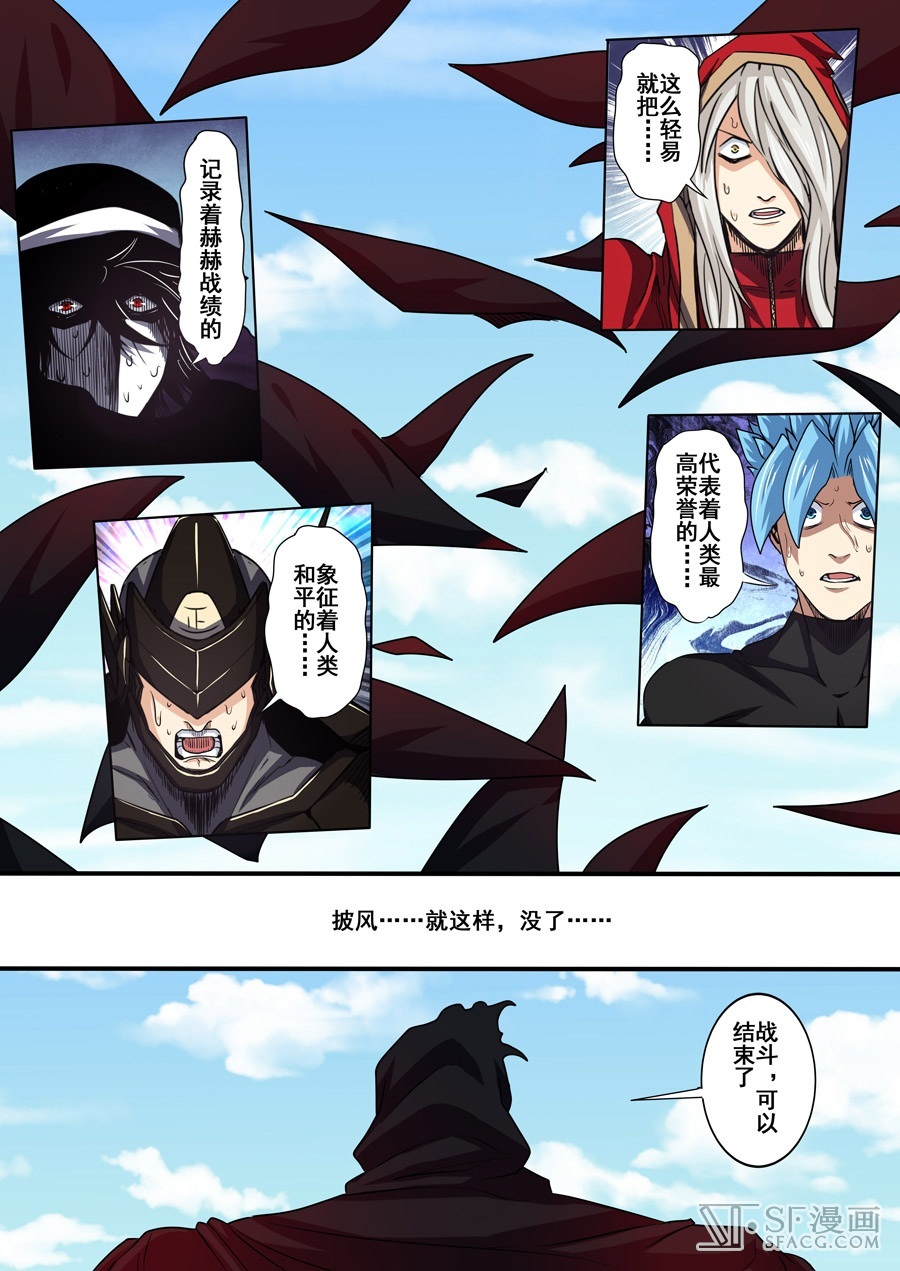 这么轻易
就把……
记录着赫赫战绩的
代表着人类最
高荣誉的……
象征着人类
和平的……
披风……就这样，没了……
战斗，可以
结束了
SF漫画
SFACG.COM